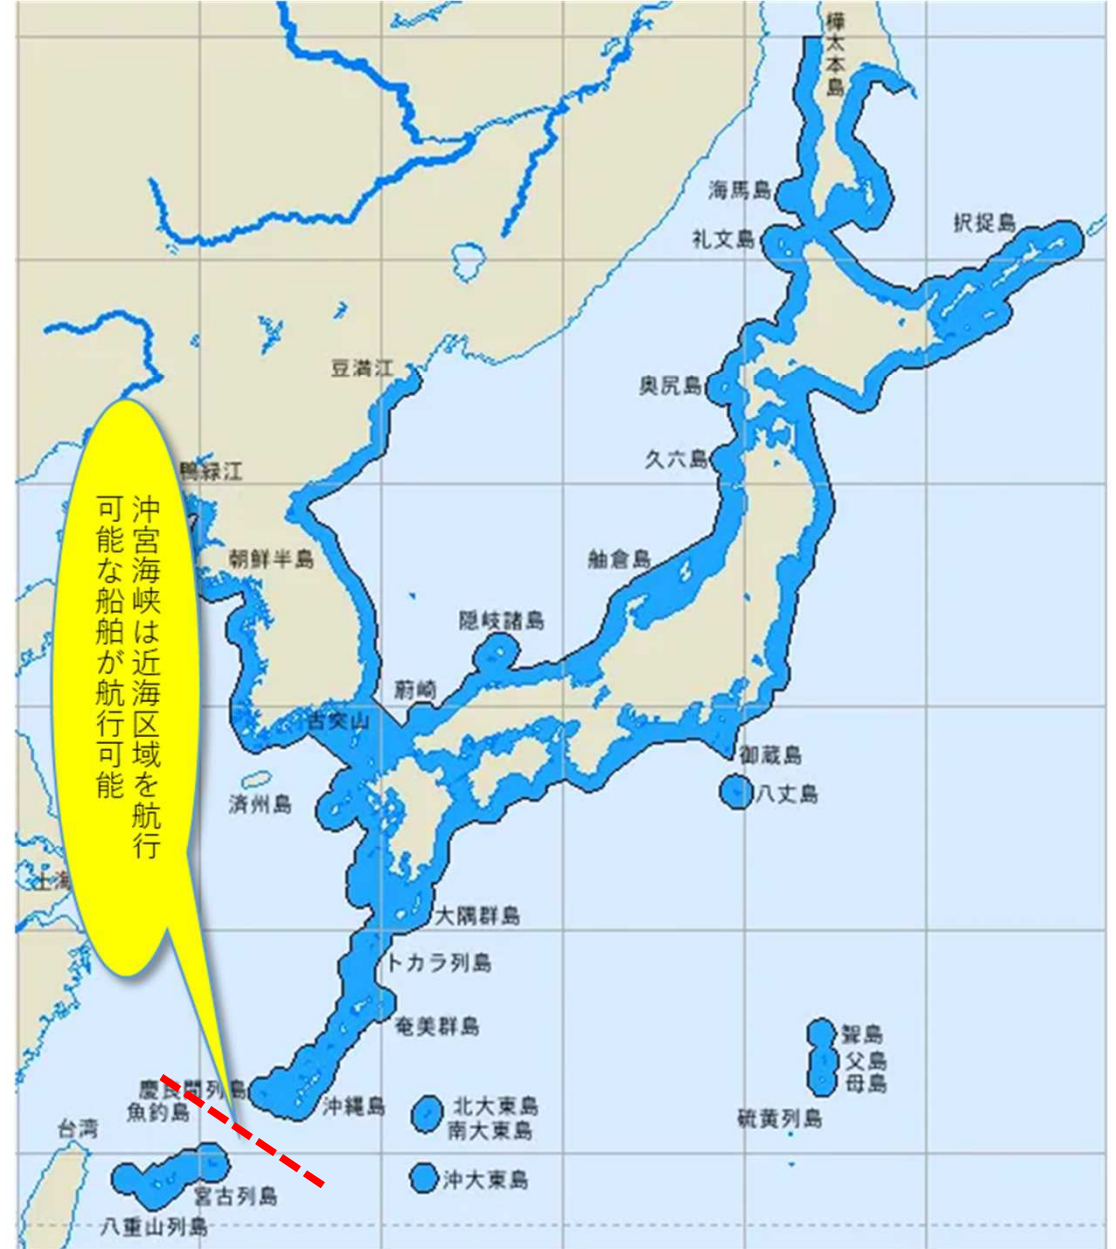 樺太本島
海馬島
礼文島
択捉島
豆満江
奥尻島
久六島
鴨緑江
朝鮮半島
舳倉島
隠岐諸島
蔚崎
古突山
御蔵島
八丈島
済州島
上海
大隅群島
トカラ列島
奄美群島
聟島
父島
母島
慶良間列島
魚釣島
沖縄島
北大東島
南大東島
硫黄列島
台湾
宮古列島
沖大東島
八重山列島
沖宮海峡は近海区域を航行
可能な船舶が航行可能